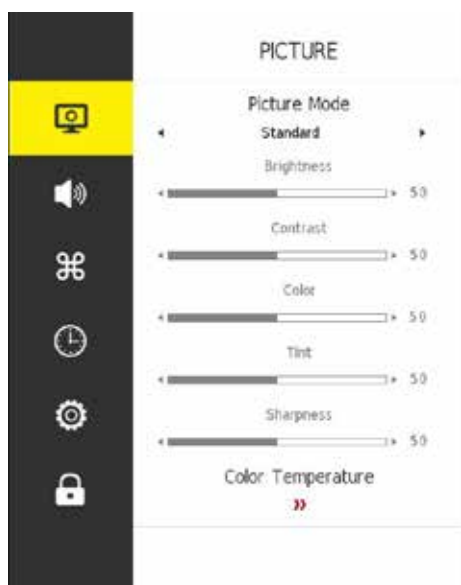 PICTURE
Picture Mode
Standard
Brightness
50
Contrast
50
Color
50
Tint
50
Sharpness
50
Color Temperature